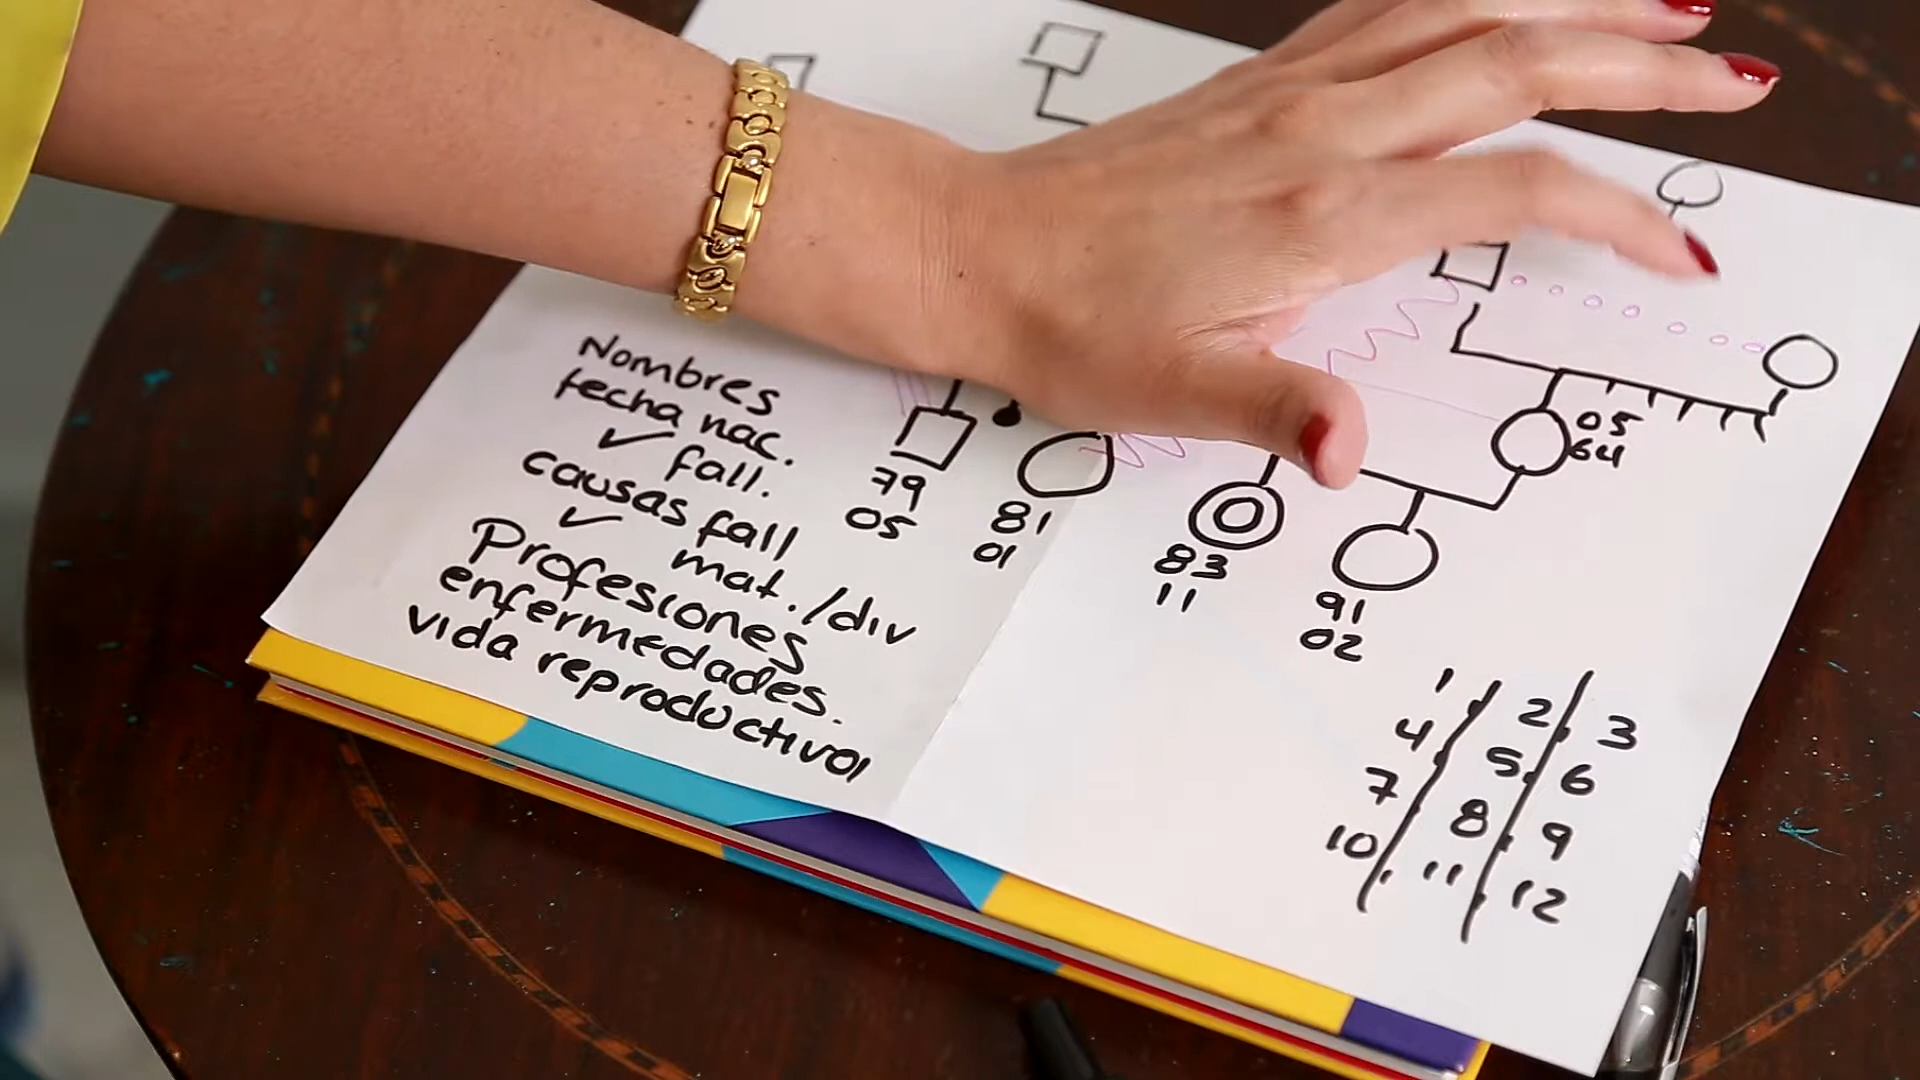 Nombres
fecha nac.
✓ fall.
causas fall
✓ mat./div
Profesiones
enfermedades.
vida reproductiva
79
05
81
01
83
11
91
02
05
64
1 2 3
4 5 6
7 8 9
10 11 12